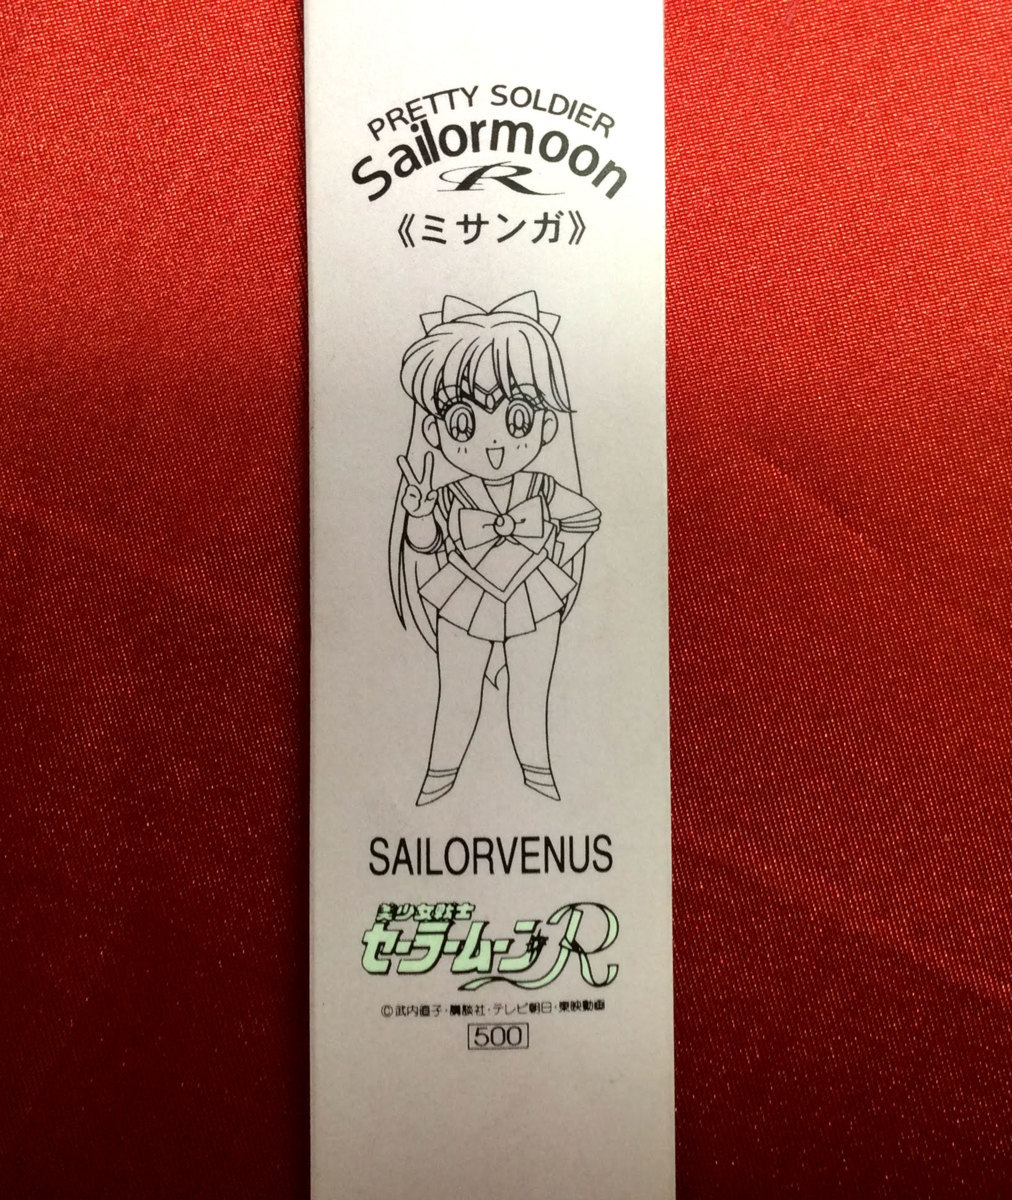 PRETTY SOLDIER
Sailormoon
R
《ミサンガ》
SAILORVENUS
美少女戦士
セーラームーンR
©武内直子・講談社・テレビ朝日・東映動画
500